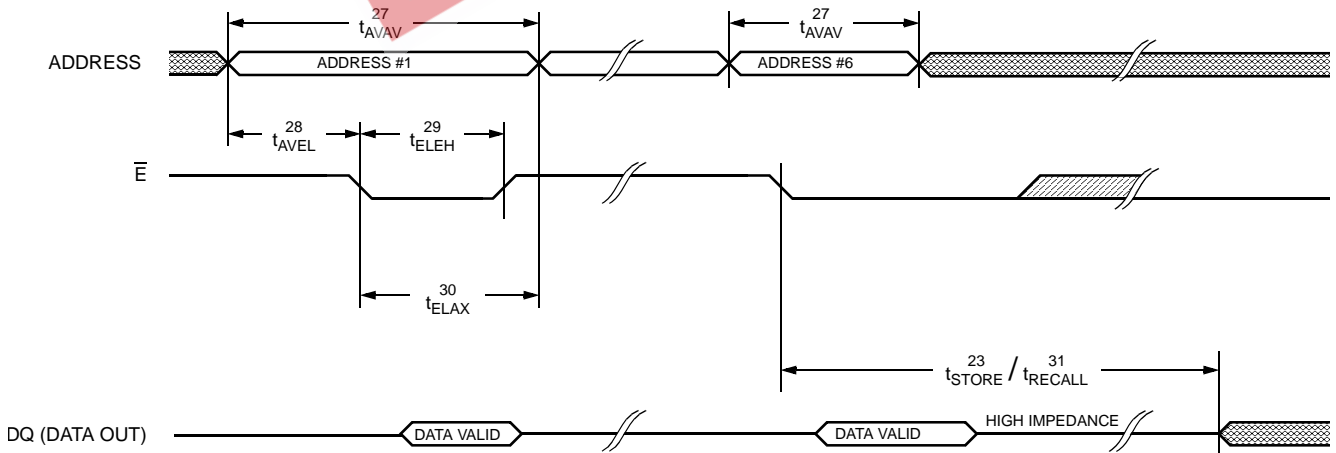 27
tAVAV
27
tAVAV
ADDRESS
ADDRESS #1
ADDRESS #6
28
tAVEL
29
tELEH
E
30
tELAX
23 31
tSTORE / tRECALL
DQ (DATA OUT)
DATA VALID
DATA VALID
HIGH IMPEDANCE